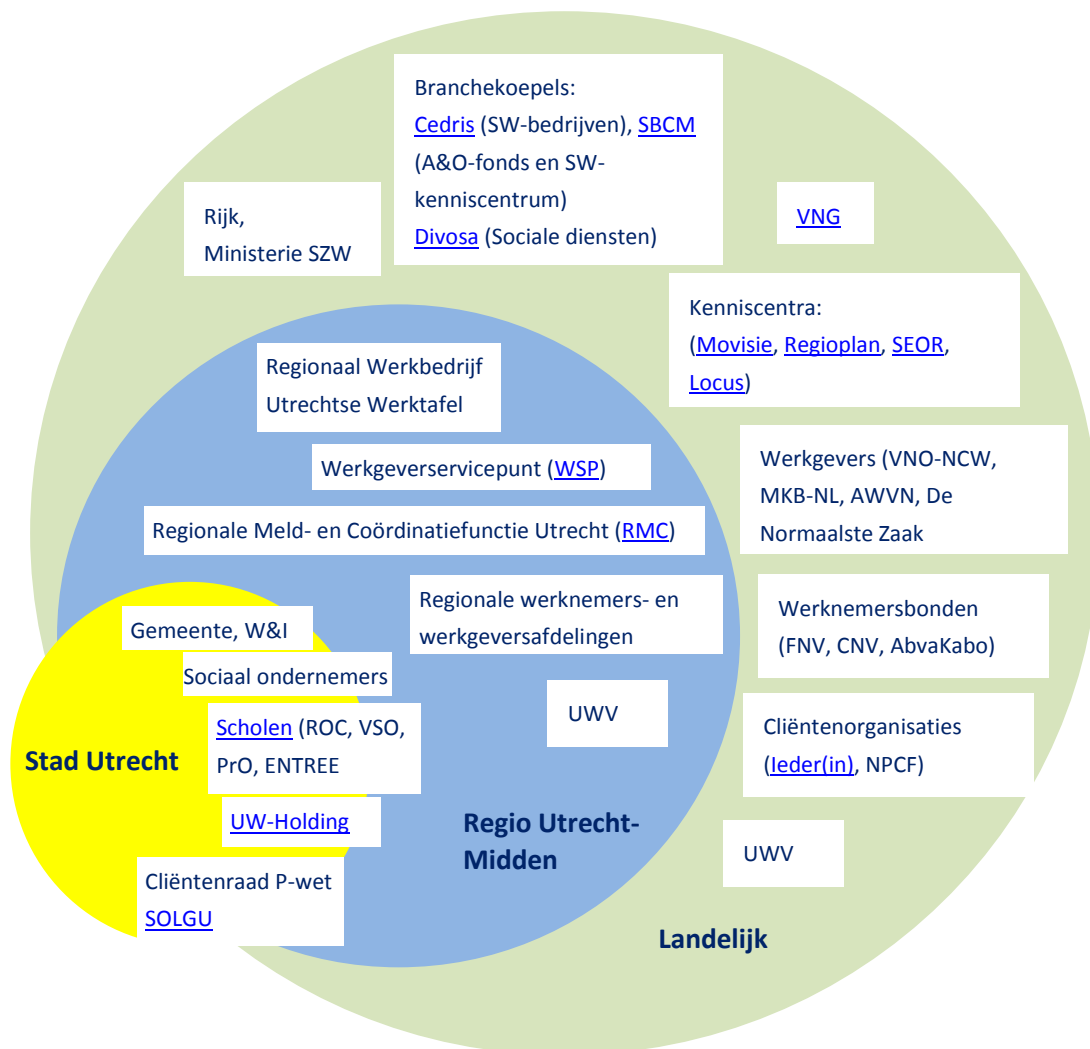 Branchekoepels:
Cedris (SW-bedrijven), SBCM
(A&O-fonds en SW-
kenniscentrum)
Divosa (Sociale diensten)
Rijk,
Ministerie SZW
VNG
Kenniscentra:
(Movisie, Regioplan, SEOR,
Locus)
Regionaal Werkbedrijf
Utrechtse Werktafel
Werkgeverservicepunt (WSP)
Werkgevers (VNO-NCW,
MKB-NL, AWVN, De
Normaalste Zaak
Regionale Meld- en Coördinatiefunctie Utrecht (RMC)
Regionale werknemers- en
werkgeversafdelingen
Werknemersbonden
(FNV, CNV, AbvaKabo)
Gemeente, W&I
Sociaal ondernemers
UWV
Scholen (ROC, VSO,
PrO, ENTREE
Cliëntenorganisaties
(Ieder(in), NPCF)
Stad Utrecht
UW-Holding
Regio Utrecht-
Midden
UWV
Cliëntenraad P-wet
SOLGU
Landelijk